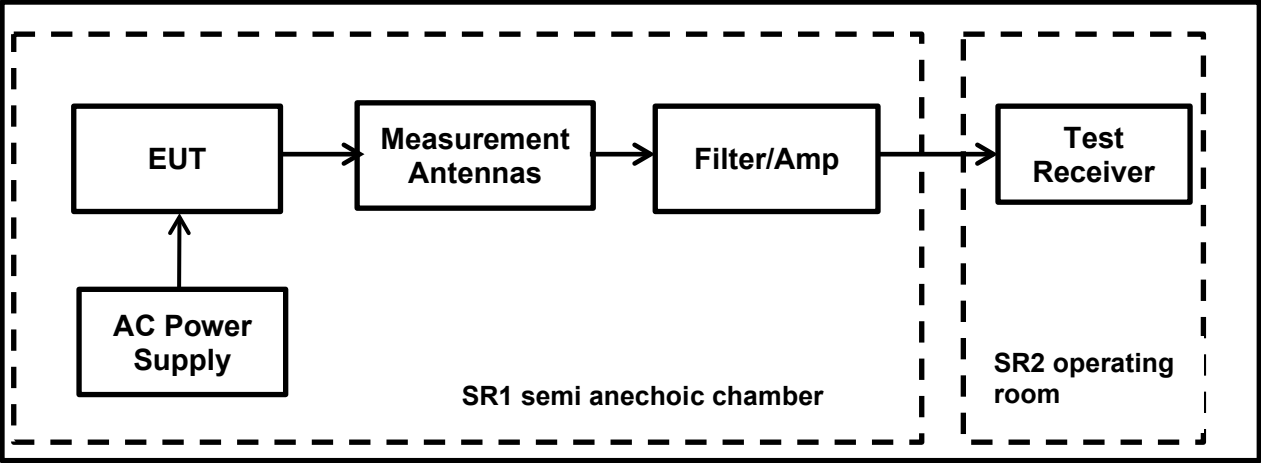 EUT
Measurement
Antennas
Filter/Amp
Test
Receiver
AC Power
Supply
SR1 semi anechoic chamber
SR2 operating
room